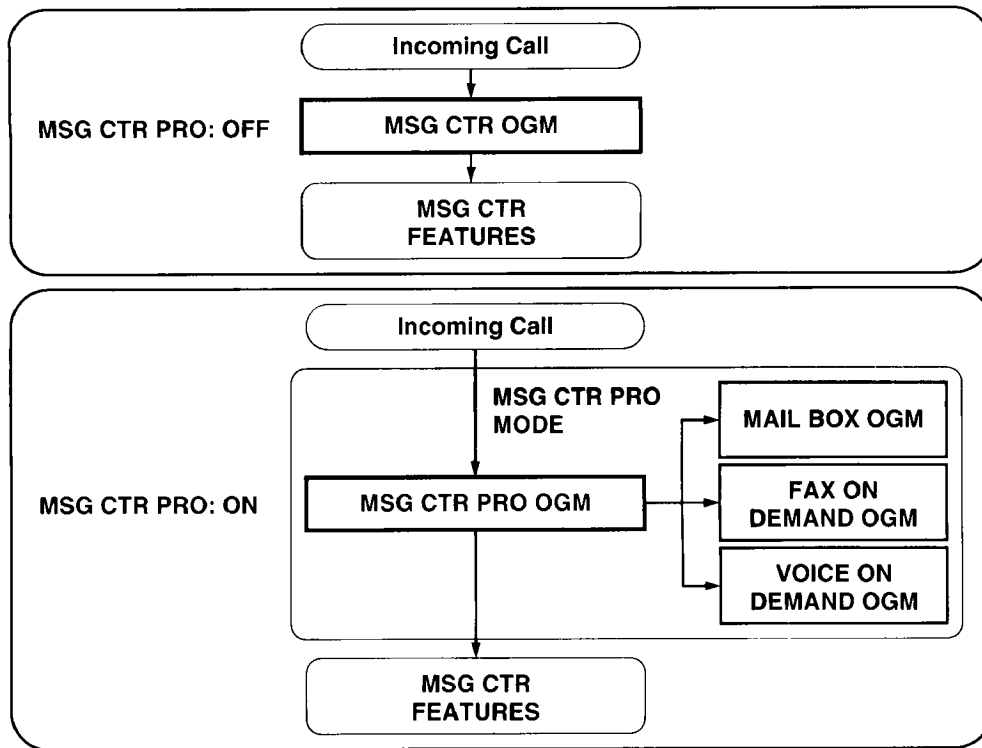 Incoming Call
MSG CTR PRO: OFF
MSG CTR OGM
MSG CTR
FEATURES
Incoming Call
MSG CTR PRO
MODE
MAIL BOX OGM
MSG CTR PRO: ON
MSG CTR PRO OGM
FAX ON
DEMAND OGM
VOICE ON
DEMAND OGM
MSG CTR
FEATURES